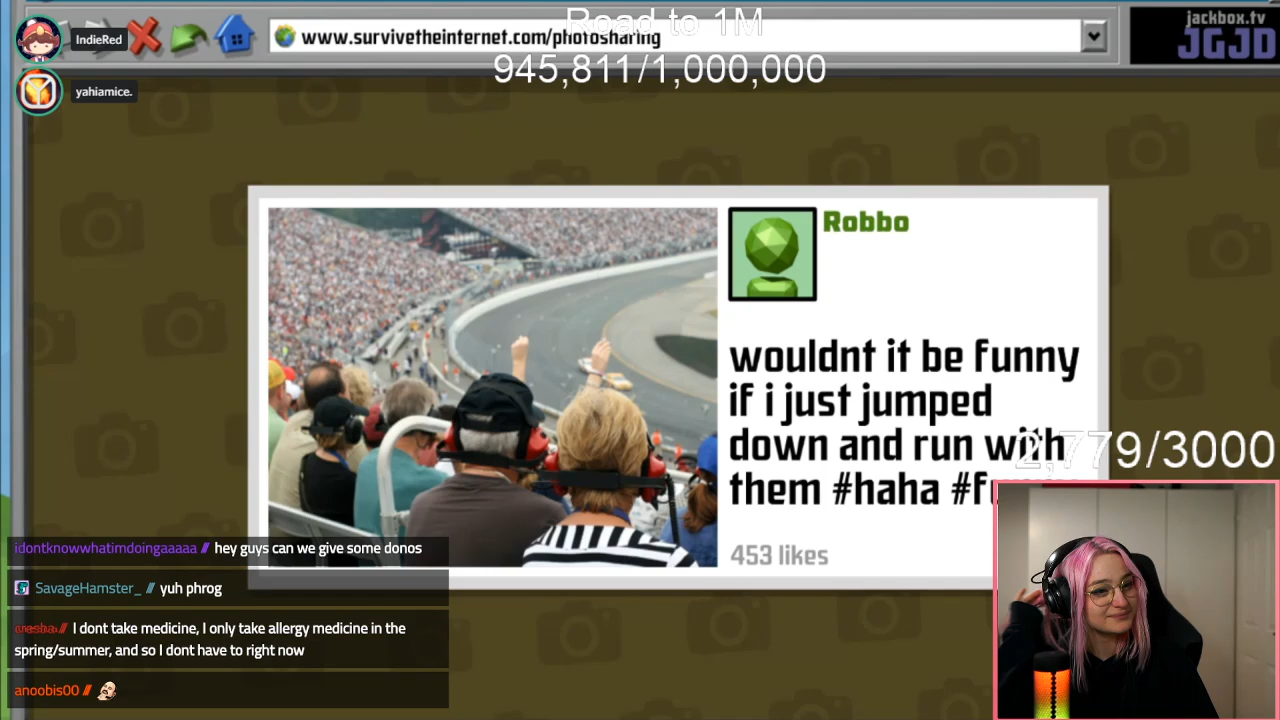 Road to 1M
IndieRed
www.survivetheinternet.com/photosharing
jackbox.tv
JGJD
945,811/1,000,000
yahiamice.
Robbo
wouldnt it be funny
if i just jumped
down and run with
them #haha
2,779/3000
453 likes
idontknowwhatimdoingaaaaa // hey guys can we give some donos
SavageHamster_ // yuh phrog
// I dont take medicine, I only take allergy medicine in the
spring/summer, and so I dont have to right now
anoobis00 //